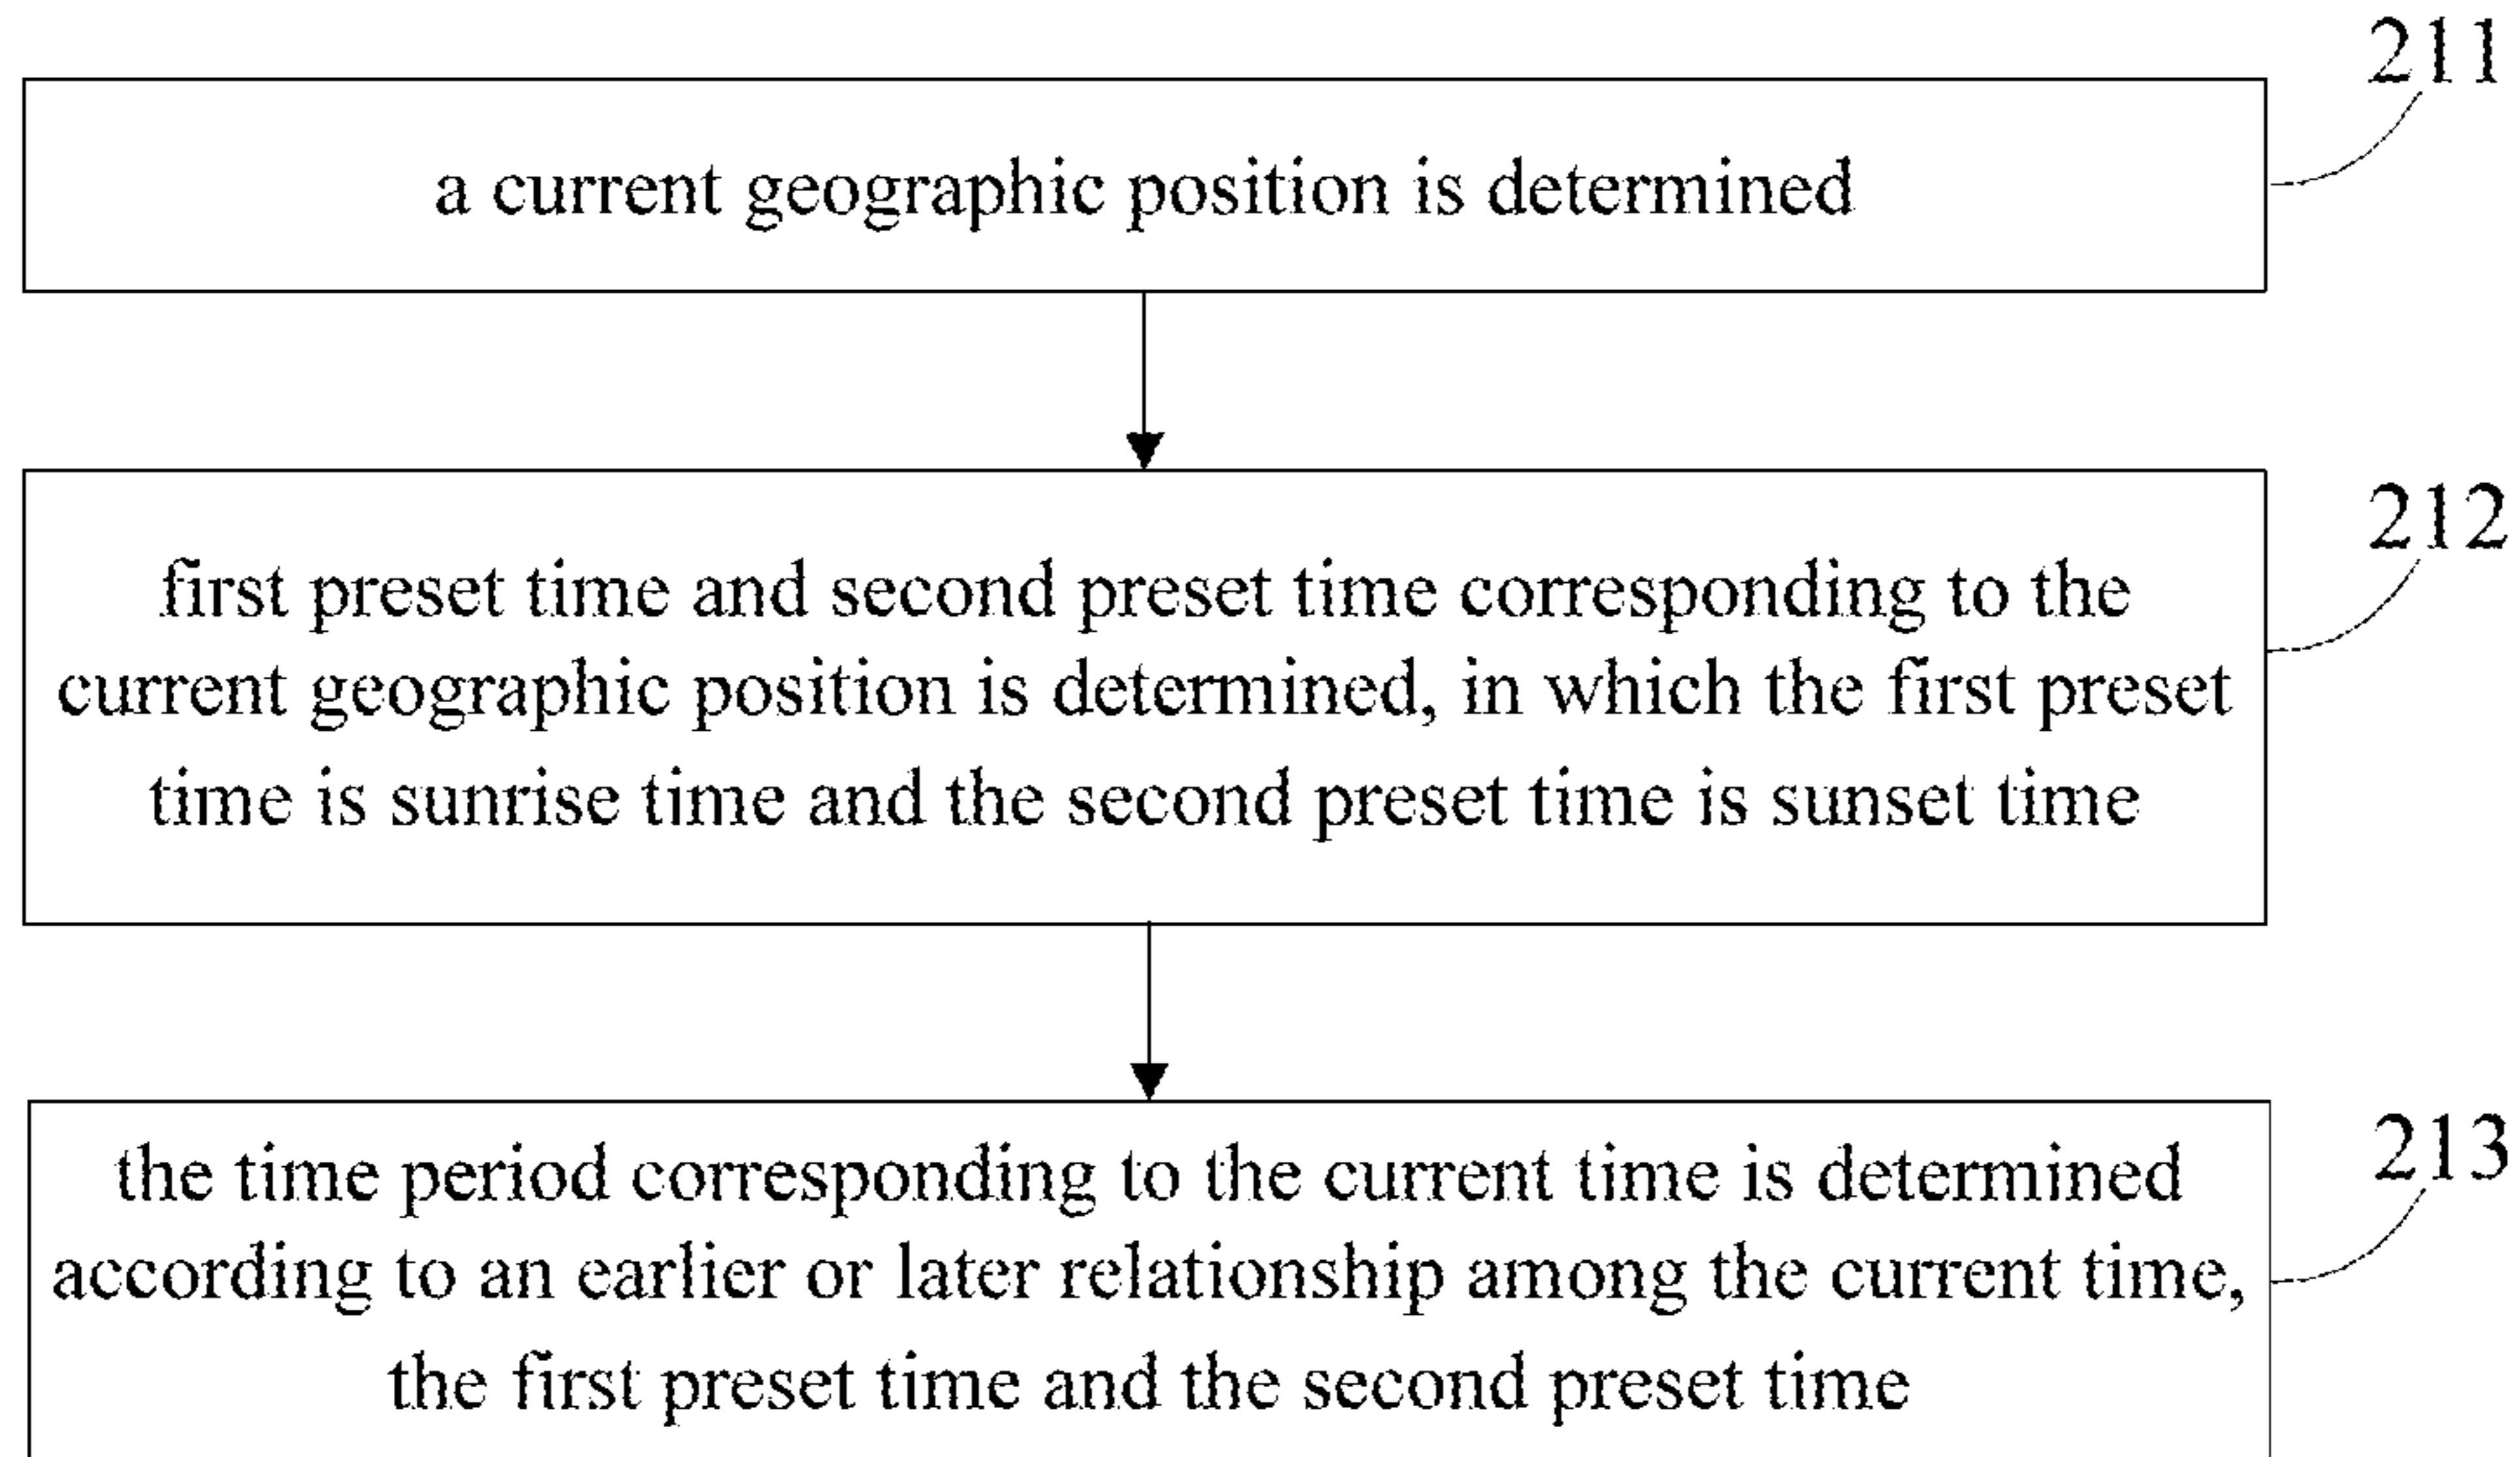 211
a current geographic position is determined
212
first preset time and second preset time corresponding to the
current geographic position is determined, in which the first preset
time is sunrise time and the second preset time is sunset time
213
the time period corresponding to the current time is determined
according to an earlier or later relationship among the current time,
the first preset time and the second preset time